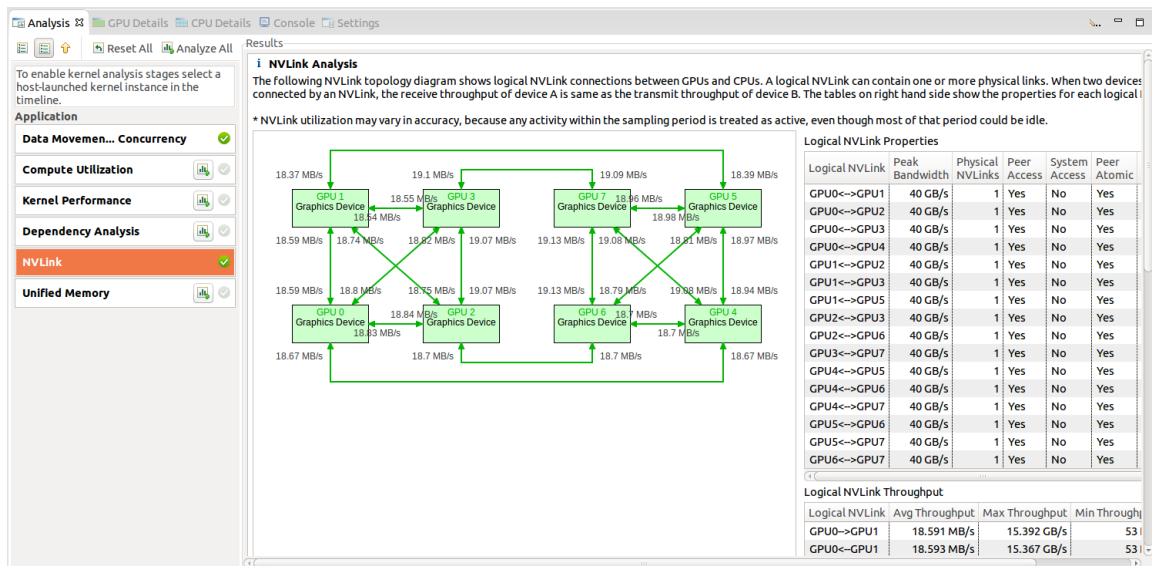 Analysis GPU Details CPU Details Console Settings
Reset All Analyze All
Results
To enable kernel analysis stages select a
host-launched kernel instance in the
timeline.
Application
Data Movemen... Concurrency
Compute Utilization
Kernel Performance
Dependency Analysis
NVLink
Unified Memory
i NVLink Analysis
The following NVLink topology diagram shows logical NVLink connections between GPUs and CPUs. A logical NVLink can contain one or more physical links. When two devices
connected by an NVLink, the receive throughput of device A is same as the transmit throughput of device B. The tables on right hand side show the properties for each logical
* NVLink utilization may vary in accuracy, because any activity within the sampling period is treated as active, even though most of that period could be idle.
18.37 MB/s 19.1 MB/s 19.09 MB/s 18.39 MB/s
GPU 1 18.55 MB/s GPU 3 GPU 7 18.96 MB/s GPU 5
Graphics Device Graphics Device Graphics Device Graphics Device
18.54 MB/s 18.98 MB/s
18.59 MB/s 18.74 MB/s 18.82 MB/s 19.07 MB/s 19.13 MB/s 19.08 MB/s 18.81 MB/s 18.97 MB/s
18.59 MB/s 18.8 MB/s 18.75 MB/s 19.07 MB/s 19.13 MB/s 18.79 MB/s 19.08 MB/s 18.94 MB/s
GPU 0 18.84 MB/s GPU 2 GPU 6 18.7 MB/s GPU 4
Graphics Device Graphics Device Graphics Device Graphics Device
18.83 MB/s 18.7 MB/s
18.67 MB/s 18.7 MB/s 18.7 MB/s 18.67 MB/s
Logical NVLink Properties
Logical NVLink Peak Bandwidth Physical NVLinks Peer Access System Access Peer Atomic
GPU0<->GPU1 40 GB/s 1 Yes No Yes
GPU0<->GPU2 40 GB/s 1 Yes No Yes
GPU0<->GPU3 40 GB/s 1 Yes No Yes
GPU0<->GPU4 40 GB/s 1 Yes No Yes
GPU1<->GPU2 40 GB/s 1 Yes No Yes
GPU1<->GPU3 40 GB/s 1 Yes No Yes
GPU1<->GPU5 40 GB/s 1 Yes No Yes
GPU2<->GPU3 40 GB/s 1 Yes No Yes
GPU2<->GPU6 40 GB/s 1 Yes No Yes
GPU3<->GPU7 40 GB/s 1 Yes No Yes
GPU4<->GPU5 40 GB/s 1 Yes No Yes
GPU4<->GPU6 40 GB/s 1 Yes No Yes
GPU4<->GPU7 40 GB/s 1 Yes No Yes
GPU5<->GPU6 40 GB/s 1 Yes No Yes
GPU5<->GPU7 40 GB/s 1 Yes No Yes
GPU6<->GPU7 40 GB/s 1 Yes No Yes
Logical NVLink Throughput
Logical NVLink Avg Throughput Max Throughput Min
GPU0->GPU1 18.591 MB/s 15.392 GB/s 53
GPU0<-GPU1 18.593 MB/s 15.367 GB/s 53